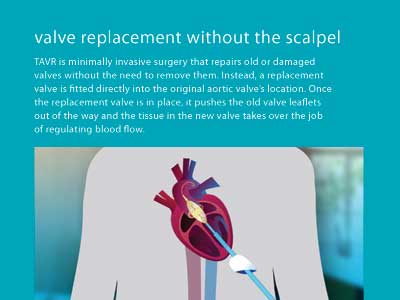 valve replacement without the scalpel
TAVR is minimally invasive surgery that repairs old or damaged
valves without the need to remove them. Instead, a replacement
valve is fitted directly into the original aortic valve's location. Once
the replacement valve is in place, it pushes the old valve leaflets
out of the way and the tissue in the new valve takes over the job
of regulating blood flow.